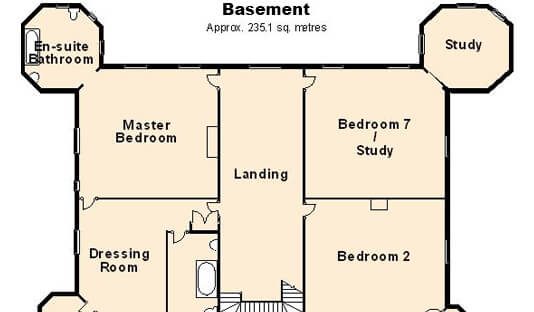 Basement
Approx. 235.1 sq. metres
En-suite
Bathroom
Study
Master
Bedroom
Bedroom 7
/
Study
Landing
Dressing
Room
Bedroom 2